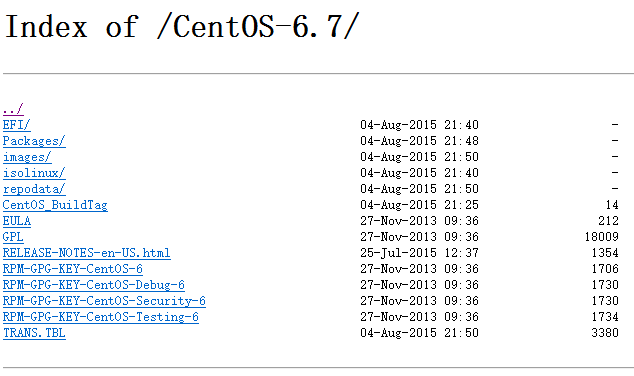 Index of /CentOS-6.7/
../
EFI/ 04-Aug-2015 21:40 -
Packages/ 04-Aug-2015 21:48 -
images/ 04-Aug-2015 21:50 -
isolinux/ 04-Aug-2015 21:40 -
repodata/ 04-Aug-2015 21:50 -
CentOS_BuildTag 04-Aug-2015 21:25 14
EULA 27-Nov-2013 09:36 212
GPL 27-Nov-2013 09:36 18009
RELEASE-NOTES-en-US.html 25-Jul-2015 12:37 1354
RPM-GPG-KEY-CentOS-6 27-Nov-2013 09:36 1706
RPM-GPG-KEY-CentOS-Debug-6 27-Nov-2013 09:36 1730
RPM-GPG-KEY-CentOS-Security-6 27-Nov-2013 09:36 1730
RPM-GPG-KEY-CentOS-Testing-6 27-Nov-2013 09:36 1734
TRANS.TBL 04-Aug-2015 21:50 3380